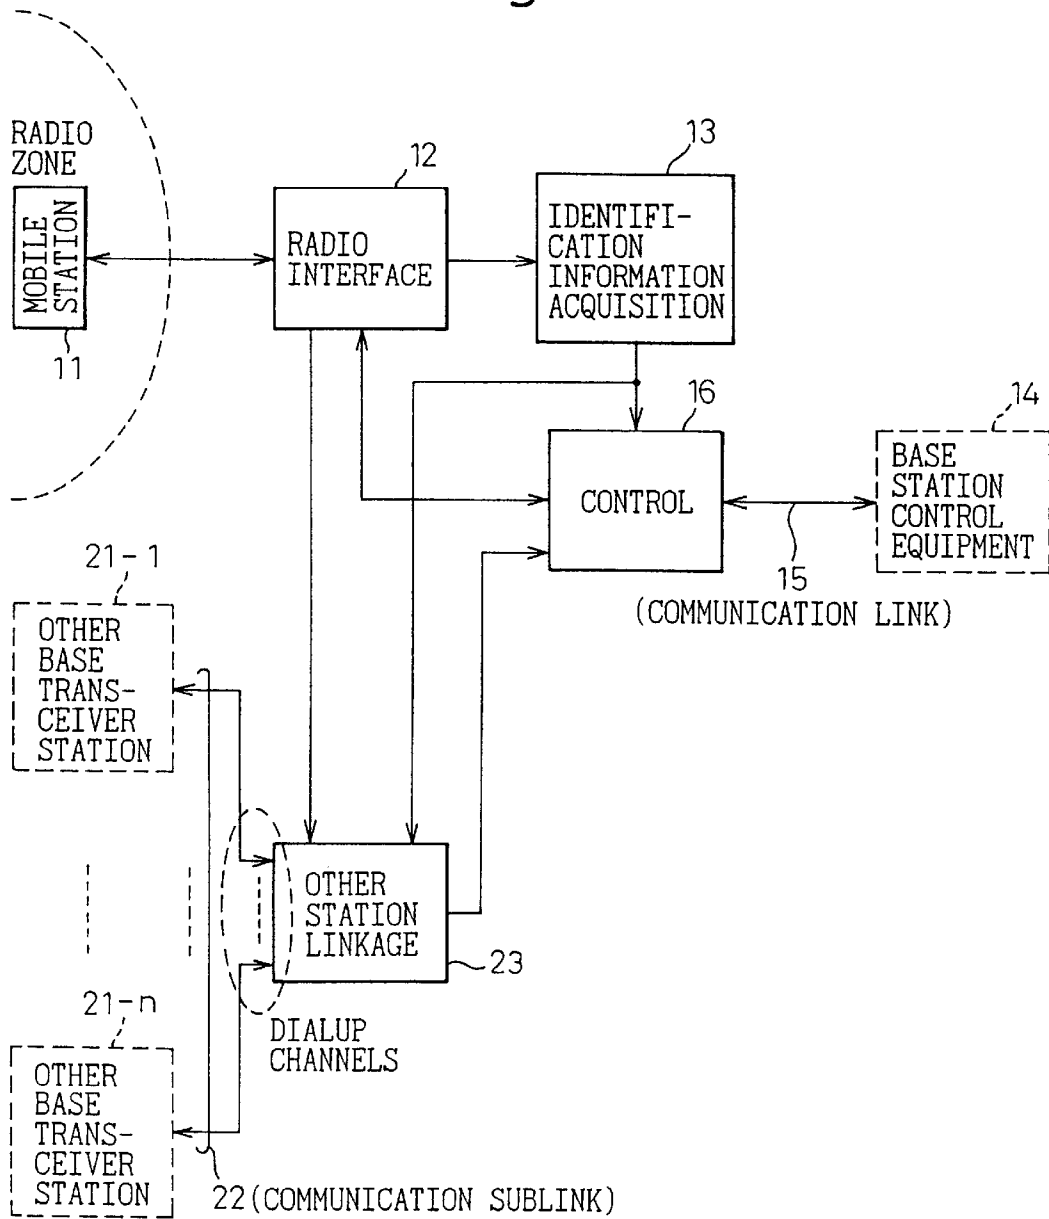 RADIO
ZONE
MOBILE
STATION
11
12
RADIO
INTERFACE
13
IDENTIFI-
CATION
INFORMATION
ACQUISITION
16
CONTROL
14
BASE
STATION
CONTROL
EQUIPMENT
15
(COMMUNICATION LINK)
21-1
OTHER
BASE
TRANS-
CEIVER
STATION
OTHER
STATION
LINKAGE
23
DIALUP
CHANNELS
21-n
OTHER
BASE
TRANS-
CEIVER
STATION
22 (COMMUNICATION SUBLINK)